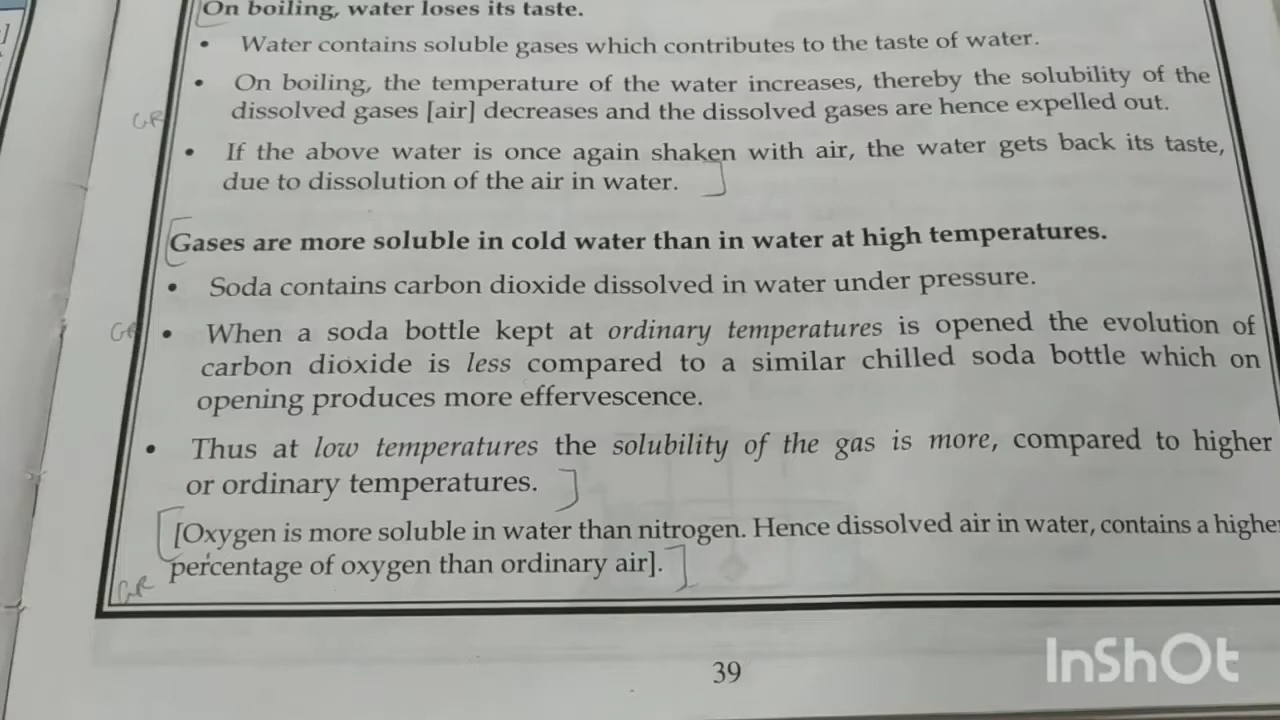 On boiling, water loses its taste.
• Water contains soluble gases which contributes to the taste of water.
• On boiling, the temperature of the water increases, thereby the solubility of the
dissolved gases [air] decreases and the dissolved gases are hence expelled out.
GR
• If the above water is once again shaken with air, the water gets back its taste,
due to dissolution of the air in water.
Gases are more soluble in cold water than in water at high temperatures.
• Soda contains carbon dioxide dissolved in water under pressure.
GR
• When a soda bottle kept at ordinary temperatures is opened the evolution of
carbon dioxide is less compared to a similar chilled soda bottle which on
opening produces more effervescence.
• Thus at low temperatures the solubility of the gas is more, compared to higher
or ordinary temperatures.
[Oxygen is more soluble in water than nitrogen. Hence dissolved air in water, contains a higher
percentage of oxygen than ordinary air].
GR
39
InShOt